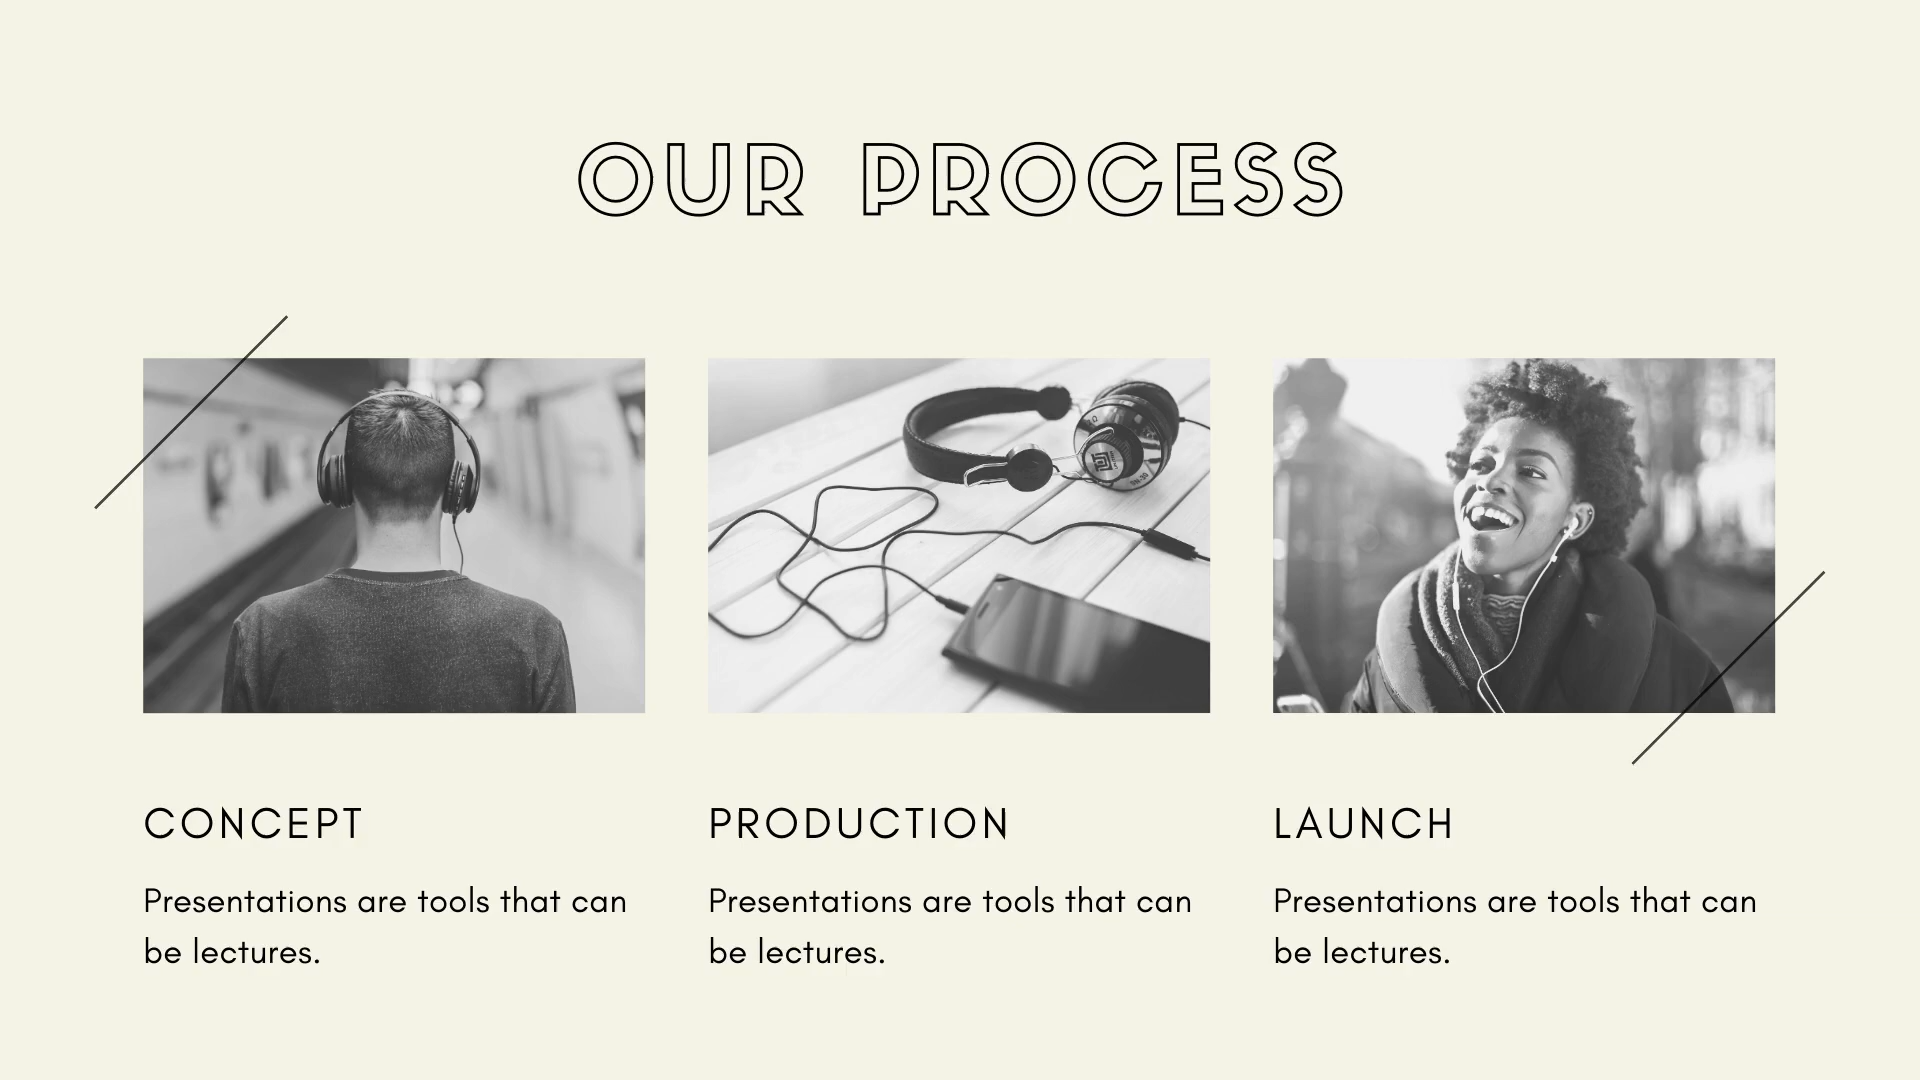 OUR PROCESS
CONCEPT
Presentations are tools that can
be lectures.
PRODUCTION
Presentations are tools that can
be lectures.
LAUNCH
Presentations are tools that can
be lectures.